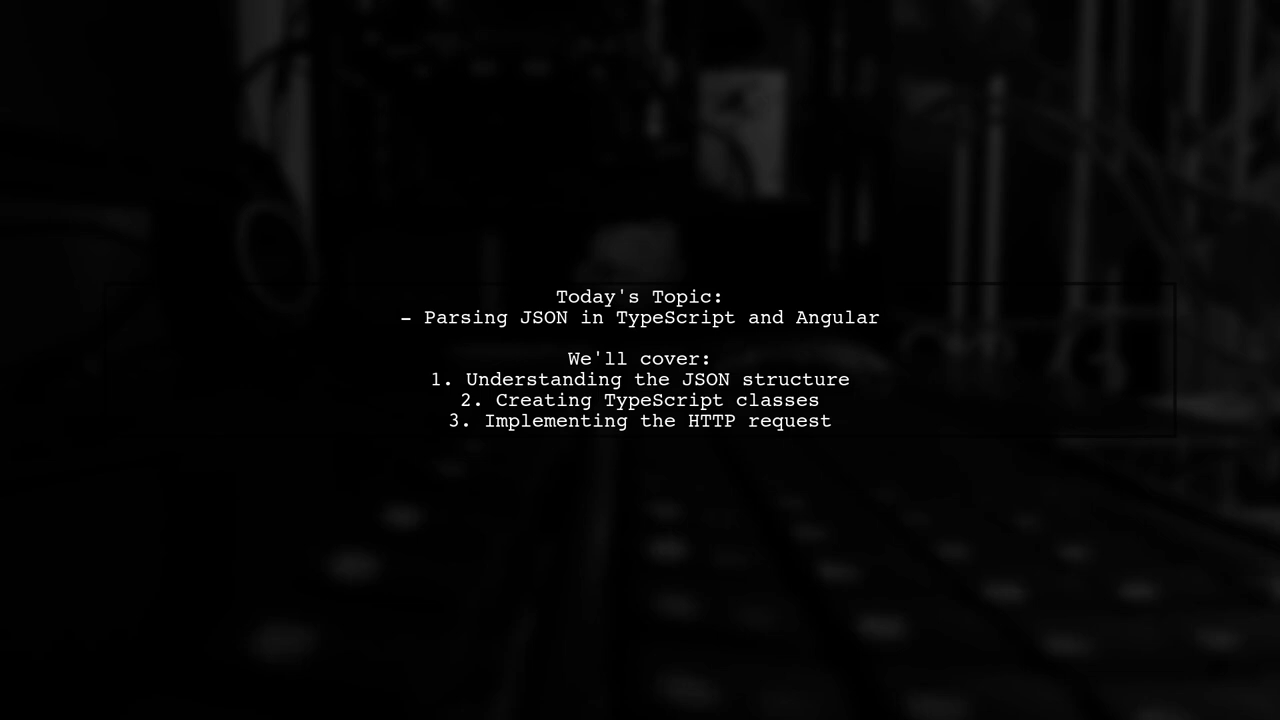 Today's Topic:
- Parsing JSON in TypeScript and Angular
We'll cover:
1. Understanding the JSON structure
2. Creating TypeScript classes
3. Implementing the HTTP request